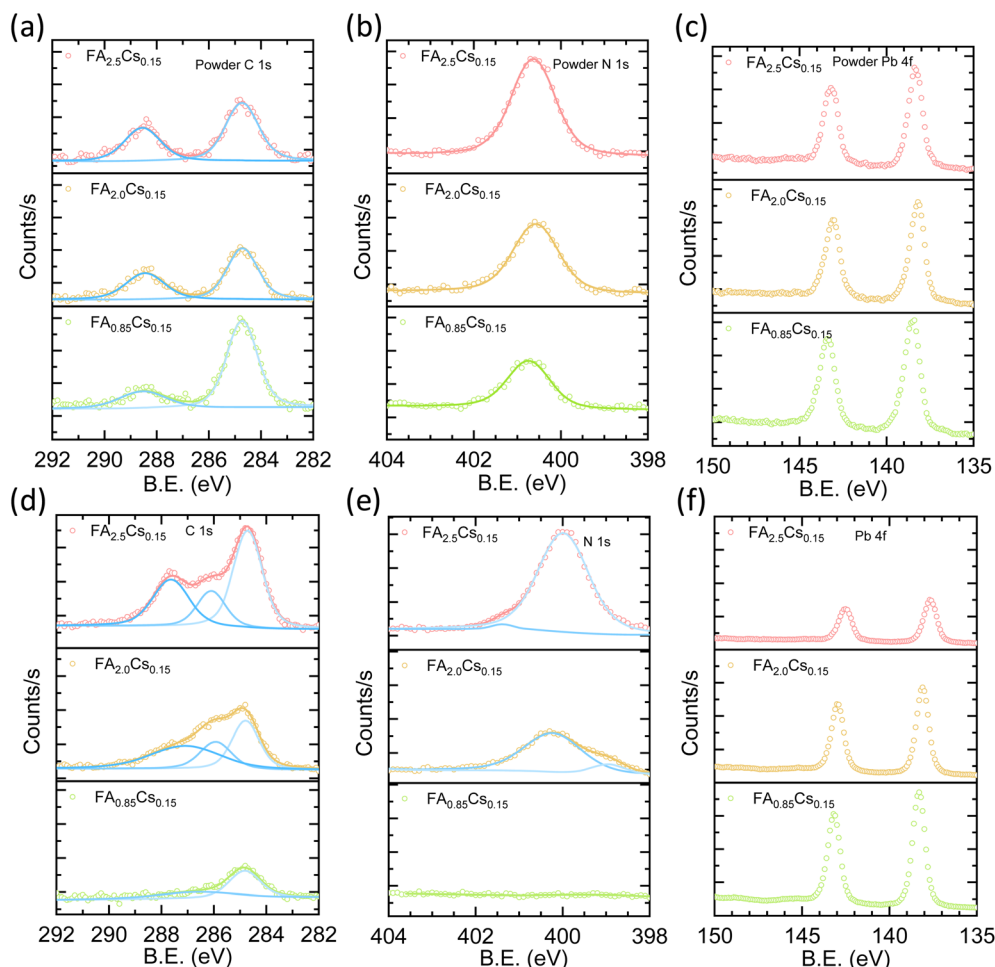 (a)
FA2.5Cs0.15
Powder C 1s
FA2.0Cs0.15
FA0.85Cs0.15
Counts/s
292 290 288 286 284 282
B.E. (eV)
(b)
FA2.5Cs0.15
Powder N 1s
FA2.0Cs0.15
FA0.85Cs0.15
Counts/s
404 402 400 398
B.E. (eV)
(c)
FA2.5Cs0.15
Powder Pb 4f
FA2.0Cs0.15
FA0.85Cs0.15
Counts/s
150 145 140 135
B.E. (eV)
(d)
FA2.5Cs0.15
C 1s
FA2.0Cs0.15
FA0.85Cs0.15
Counts/s
292 290 288 286 284 282
B.E. (eV)
(e)
FA2.5Cs0.15
N 1s
FA2.0Cs0.15
FA0.85Cs0.15
Counts/s
404 402 400 398
B.E. (eV)
(f)
FA2.5Cs0.15
Pb 4f
FA2.0Cs0.15
FA0.85Cs0.15
Counts/s
150 145 140 135
B.E. (eV)